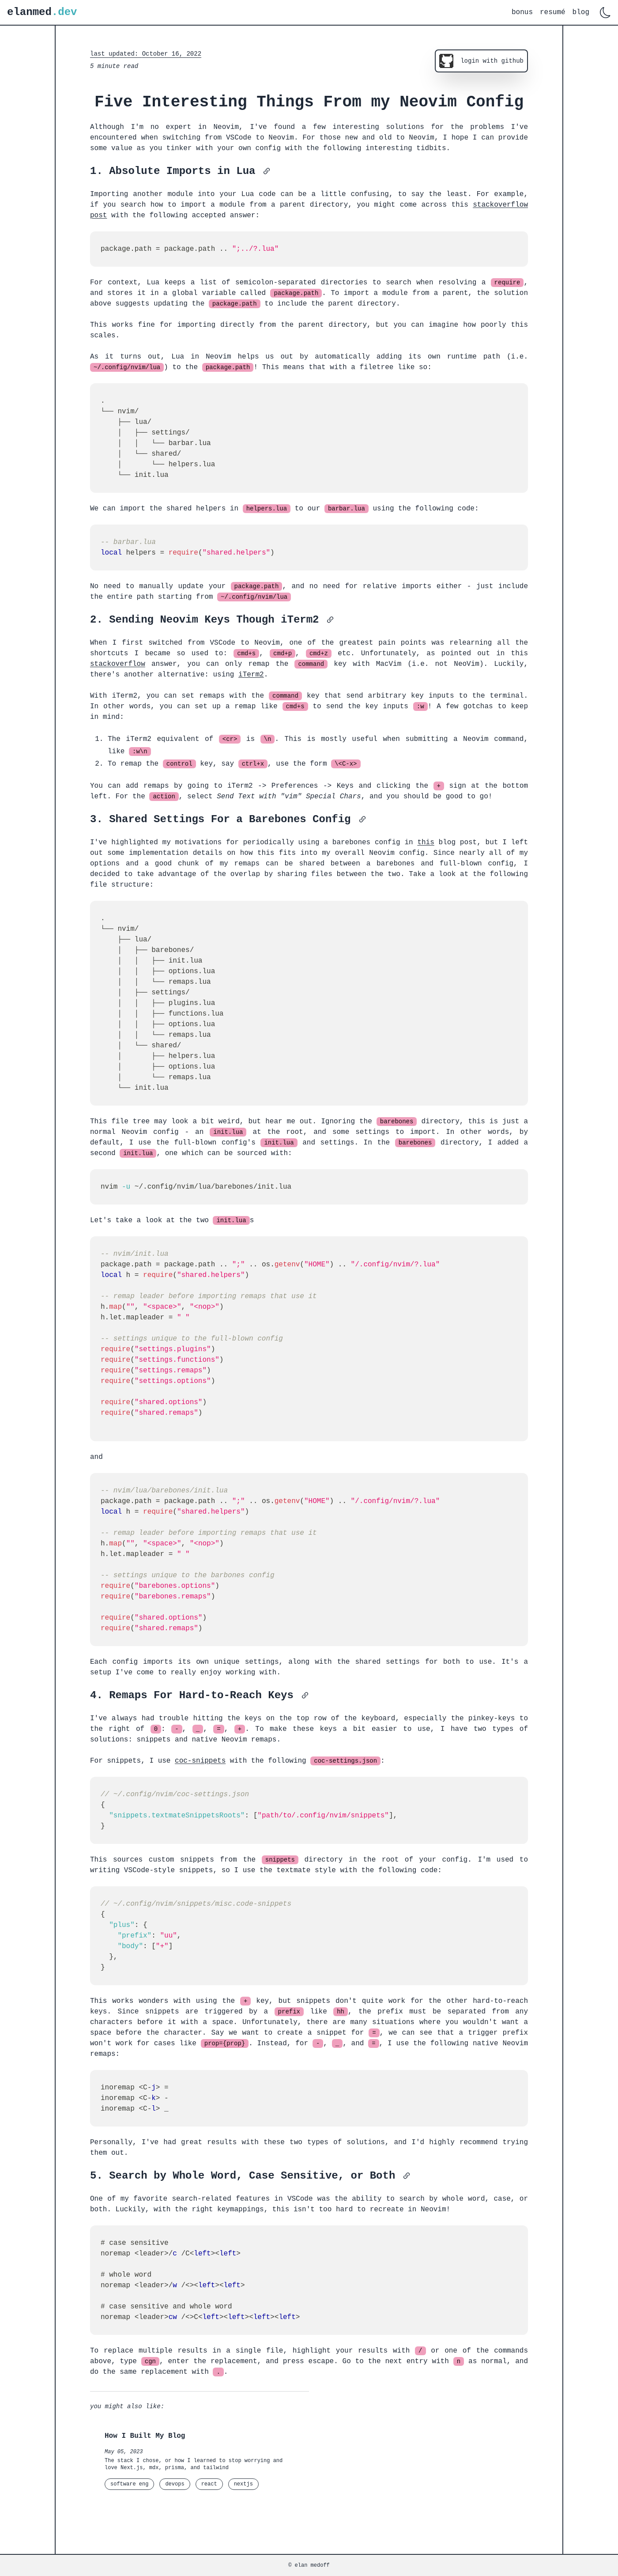 elanmed.dev
bonus resumé blog
last updated: October 16, 2022
login with github
5 minute read
Five Interesting Things From my Neovim Config
Although I'm no expert in Neovim, I've found a few interesting solutions for the problems I've
encountered when switching from VSCode to Neovim. For those new and old to Neovim, I hope I can provide
some value as you tinker with your own config with the following interesting tidbits.
1. Absolute Imports in Lua
Importing another module into your Lua code can be a little confusing, to say the least. For example,
if you search how to import a module from a parent directory, you might come across this stackoverflow
post with the following accepted answer:
package.path = package.path .. ";../?.lua"
For context, Lua keeps a list of semicolon-separated directories to search when resolving a require,
and stores it in a global variable called package.path. To import a module from a parent, the solution
above suggests updating the package.path to include the parent directory.
This works fine for importing directly from the parent directory, but you can imagine how poorly this
scales.
As it turns out, Lua in Neovim helps us out by automatically adding its own runtime path (i.e.
~/.config/nvim/lua) to the package.path! This means that with a filetree like so:
.
└── nvim/
    ├── lua/
    │   ├── settings/
    │   │   └── barbar.lua
    │   └── shared/
    │       └── helpers.lua
    └── init.lua
We can import the shared helpers in helpers.lua to our barbar.lua using the following code:
-- barbar.lua
local helpers = require("shared.helpers")
No need to manually update your package.path, and no need for relative imports either - just include
the entire path starting from ~/.config/nvim/lua
2. Sending Neovim Keys Though iTerm2
When I first switched from VSCode to Neovim, one of the greatest pain points was relearning all the
shortcuts I became so used to: cmd+s, cmd+p, cmd+z etc. Unfortunately, as pointed out in this
stackoverflow answer, you can only remap the command key with MacVim (i.e. not NeoVim). Luckily,
there's another alternative: using iTerm2.
With iTerm2, you can set remaps with the command key that send arbitrary key inputs to the terminal.
In other words, you can set up a remap like cmd+s to send the key inputs :w! A few gotchas to keep
in mind:
1. The iTerm2 equivalent of <cr> is \n. This is mostly useful when submitting a Neovim command,
like :w\n
2. To remap the control key, say ctrl+x, use the form \<C-x>
You can add remaps by going to iTerm2 -> Preferences -> Keys and clicking the + sign at the bottom
left. For the action, select Send Text with "vim" Special Chars, and you should be good to go!
3. Shared Settings For a Barebones Config
I've highlighted my motivations for periodically using a barebones config in this blog post, but I left
out some implementation details on how this fits into my overall Neovim config. Since nearly all of my
options and a good chunk of my remaps can be shared between a barebones and full-blown config, I
decided to take advantage of the overlap by sharing files between the two. Take a look at the following
file structure:
.
└── nvim/
    ├── lua/
    │   ├── barebones/
    │   │   ├── init.lua
    │   │   ├── options.lua
    │   │   └── remaps.lua
    │   ├── settings/
    │   │   ├── plugins.lua
    │   │   ├── functions.lua
    │   │   ├── options.lua
    │   │   └── remaps.lua
    │   └── shared/
    │       ├── helpers.lua
    │       ├── options.lua
    │       └── remaps.lua
    └── init.lua
This file tree may look a bit weird, but hear me out. Ignoring the barebones directory, this is just a
normal Neovim config - an init.lua at the root, and some settings to import. In other words, by
default, I use the full-blown config's init.lua and settings. In the barebones directory, I added a
second init.lua, one which can be sourced with:
nvim -u ~/.config/nvim/lua/barebones/init.lua
Let's take a look at the two init.luas
-- nvim/init.lua
package.path = package.path .. ";" .. os.getenv("HOME") .. "/.config/nvim/?.lua"
local h = require("shared.helpers")
-- remap leader before importing remaps that use it
h.map("", "<space>", "<nop>")
h.let.mapleader = " "
-- settings unique to the full-blown config
require("settings.plugins")
require("settings.functions")
require("settings.remaps")
require("settings.options")
require("shared.options")
require("shared.remaps")
and
-- nvim/lua/barebones/init.lua
package.path = package.path .. ";" .. os.getenv("HOME") .. "/.config/nvim/?.lua"
local h = require("shared.helpers")
-- remap leader before importing remaps that use it
h.map("", "<space>", "<nop>")
h.let.mapleader = " "
-- settings unique to the barbones config
require("barebones.options")
require("barebones.remaps")
require("shared.options")
require("shared.remaps")
Each config imports its own unique settings, along with the shared settings for both to use. It's a
setup I've come to really enjoy working with.
4. Remaps For Hard-to-Reach Keys
I've always had trouble hitting the keys on the top row of the keyboard, especially the pinkey-keys to
the right of 0: -, _, =, +. To make these keys a bit easier to use, I have two types of
solutions: snippets and native Neovim remaps.
For snippets, I use coc-snippets with the following coc-settings.json:
// ~/.config/nvim/coc-settings.json
{
  "snippets.textmateSnippetsRoots": ["path/to/.config/nvim/snippets"],
}
This sources custom snippets from the snippets directory in the root of your config. I'm used to
writing VSCode-style snippets, so I use the textmate style with the following code:
// ~/.config/nvim/snippets/misc.code-snippets
{
  "plus": {
    "prefix": "uu",
    "body": ["+"]
  },
}
This works wonders with using the + key, but snippets don't quite work for the other hard-to-reach
keys. Since snippets are triggered by a prefix like hh, the prefix must be separated from any
characters before it with a space. Unfortunately, there are many situations where you wouldn't want a
space before the character. Say we want to create a snippet for =, we can see that a trigger prefix
won't work for cases like prop={prop}. Instead, for -, _, and =, I use the following native Neovim
remaps:
inoremap <C-j> =
inoremap <C-k> -
inoremap <C-l> _
Personally, I've had great results with these two types of solutions, and I'd highly recommend trying
them out.
5. Search by Whole Word, Case Sensitive, or Both
One of my favorite search-related features in VSCode was the ability to search by whole word, case, or
both. Luckily, with the right keymappings, this isn't too hard to recreate in Neovim!
# case sensitive
noremap <leader>/c /C<left><left>
# whole word
noremap <leader>/w /<><left><left>
# case sensitive and whole word
noremap <leader>cw /<>C<left><left><left><left>
To replace multiple results in a single file, highlight your results with / or one of the commands
above, type cgn, enter the replacement, and press escape. Go to the next entry with n as normal, and
do the same replacement with ..
you might also like:
How I Built My Blog
May 05, 2023
The stack I chose, or how I learned to stop worrying and
love Next.js, mdx, prisma, and tailwind
software eng devops react nextjs
© elan medoff